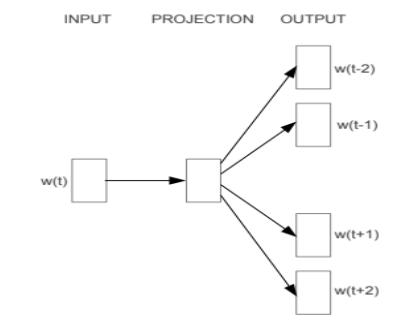 INPUT PROJECTION OUTPUT
w(t-2)
w(t-1)
w(t)
w(t+1)
w(t+2)